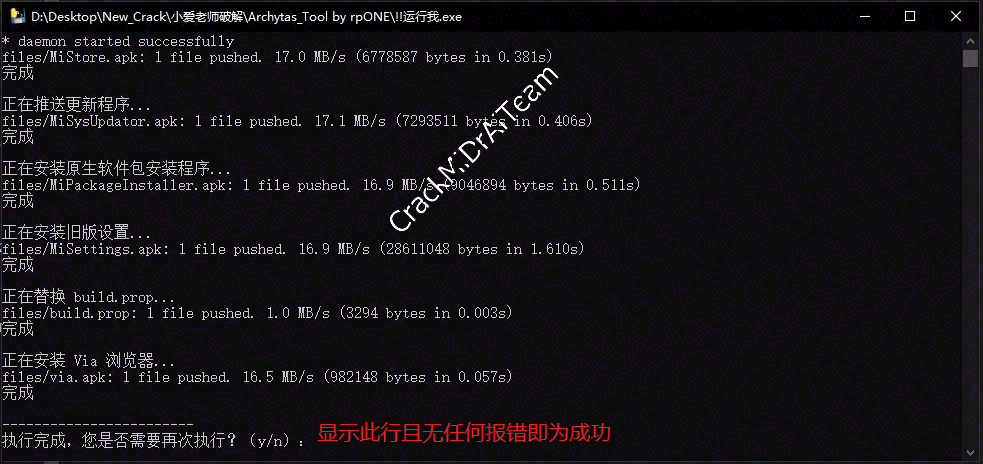 D:\Desktop\New_Crack\小爱老师破解\Archytas_Tool by rpONE\!!运行我.exe
* daemon started successfully
files/MiStore.apk: 1 file pushed. 17.0 MB/s (6778587 bytes in 0.381s)
完成
正在推送更新程序...
files/MiSysUpdator.apk: 1 file pushed. 17.1 MB/s (7293511 bytes in 0.406s)
完成
正在安装原生软件包安装程序...
files/MiPackageInstaller.apk: 1 file pushed. 16.9 MB/s (9046894 bytes in 0.511s)
完成
正在安装旧版设置...
files/MiSettings.apk: 1 file pushed. 16.9 MB/s (28611048 bytes in 1.610s)
完成
正在替换 build.prop...
files/build.prop: 1 file pushed. 1.0 MB/s (3294 bytes in 0.003s)
完成
正在安装 Via 浏览器...
files/via.apk: 1 file pushed. 16.5 MB/s (982148 bytes in 0.057s)
完成
------------------------
执行完成，您是否需要再次执行？（y/n）：
显示此行且无任何报错即为成功
CrackMiDrAiTeam